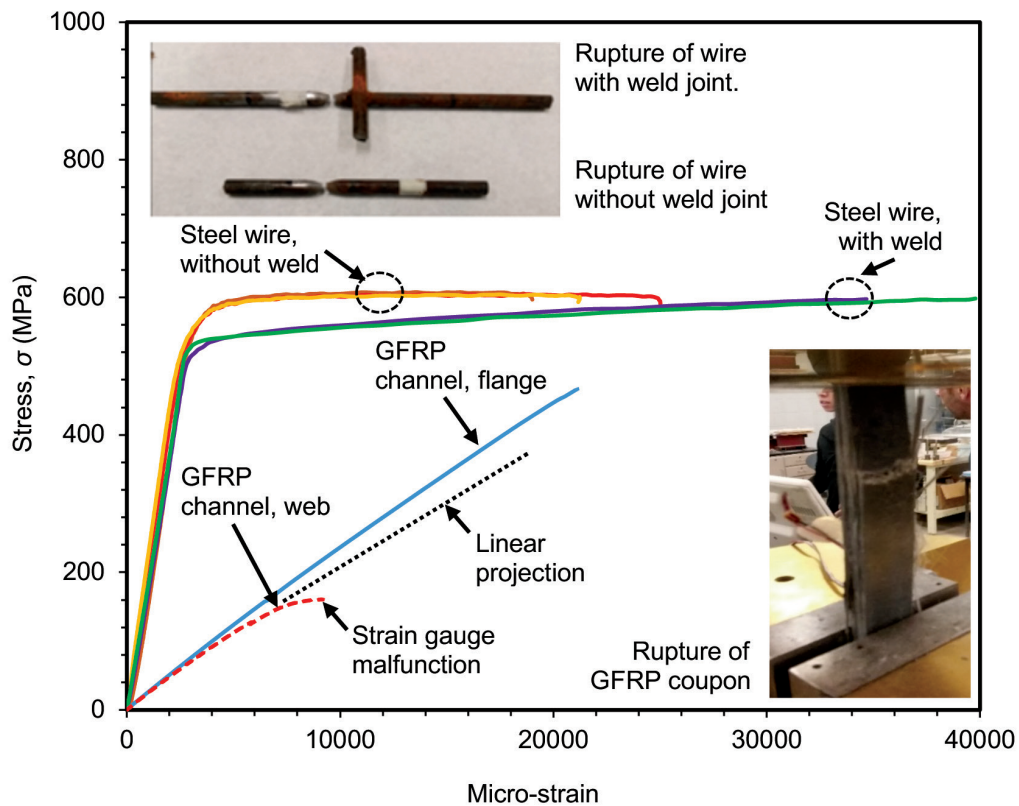 1000
800
600
400
200
0
0
10000
20000
30000
40000
Stress, σ (MPa)
Micro-strain
Rupture of wire
with weld joint.
Rupture of wire
without weld joint
Steel wire,
without weld
Steel wire,
with weld
GFRP
channel, flange
GFRP
channel, web
Linear
projection
Strain gauge
malfunction
Rupture of
GFRP coupon